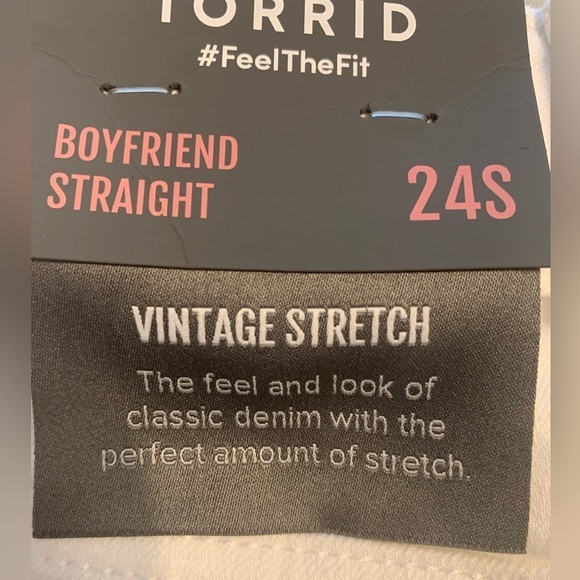 TORRID
#FeelTheFit
BOYFRIEND
STRAIGHT
24S
VINTAGE STRETCH
The feel and look of
classic denim with the
perfect amount of stretch.